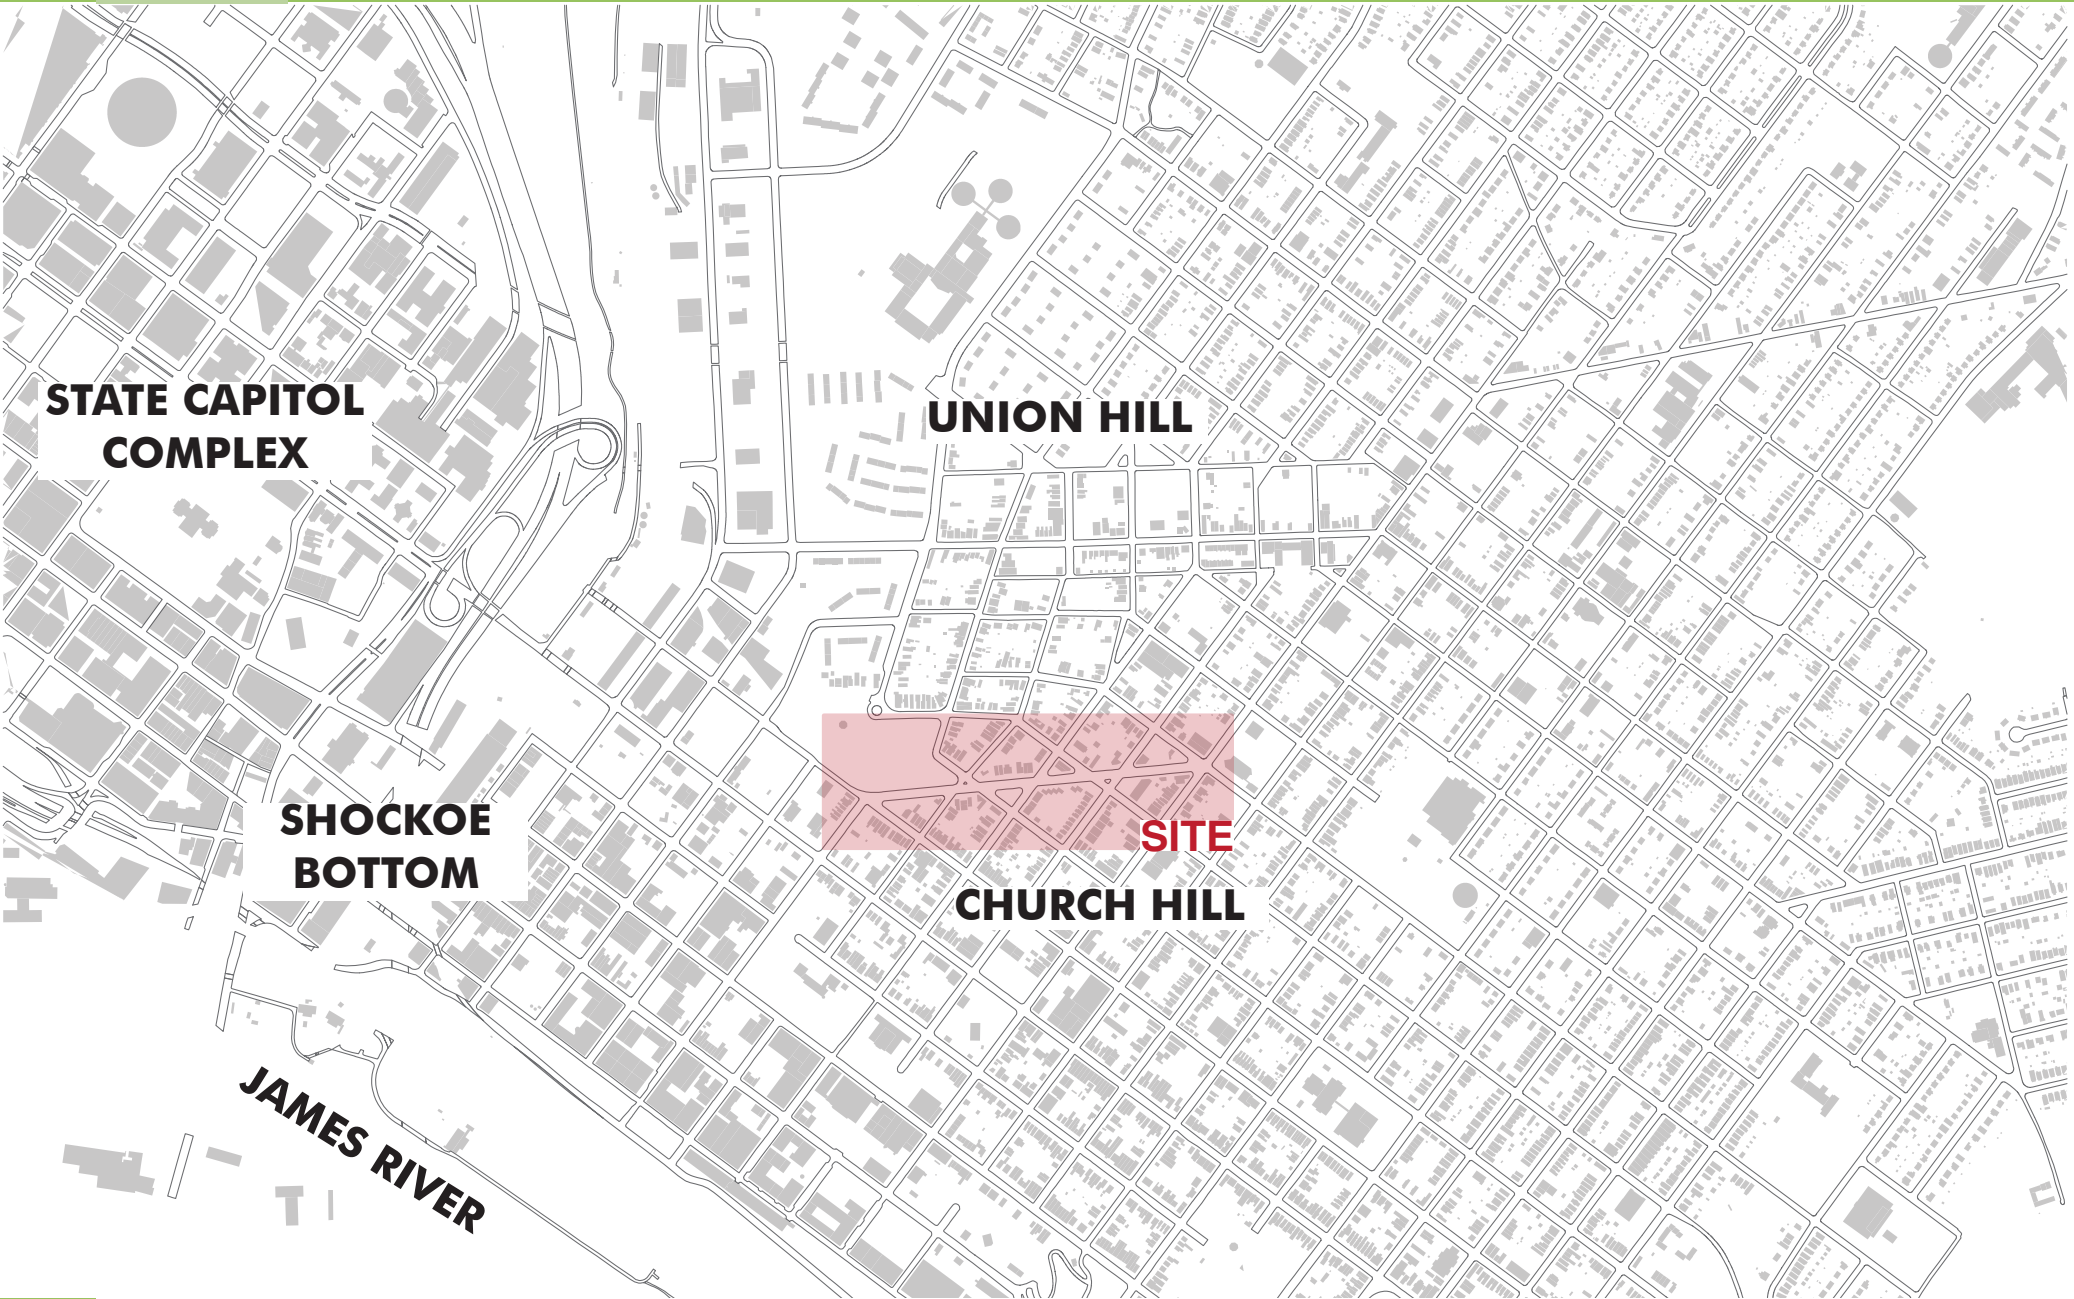 STATE CAPITOL
COMPLEX
UNION HILL
SHOCKOE
BOTTOM
SITE
CHURCH HILL
JAMES RIVER